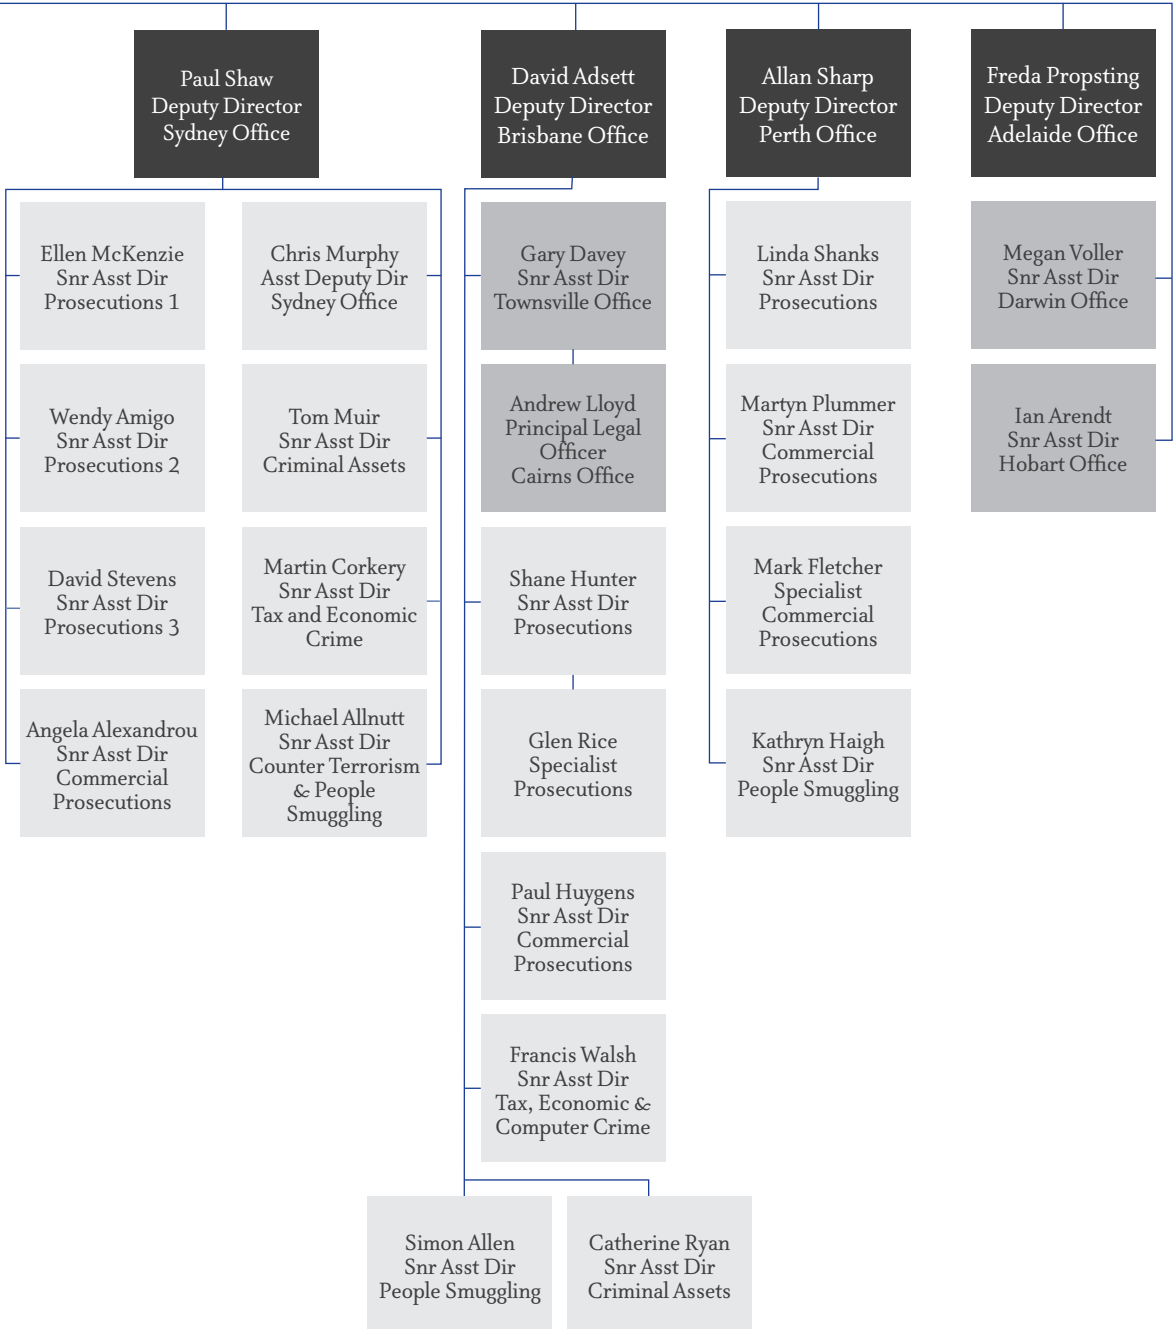 Paul Shaw
Deputy Director
Sydney Office
David Adsett
Deputy Director
Brisbane Office
Allan Sharp
Deputy Director
Perth Office
Freda Propsting
Deputy Director
Adelaide Office
Ellen McKenzie
Snr Asst Dir
Prosecutions 1
Chris Murphy
Asst Deputy Dir
Sydney Office
Gary Davey
Snr Asst Dir
Townsville Office
Linda Shanks
Snr Asst Dir
Prosecutions
Megan Voller
Snr Asst Dir
Darwin Office
Wendy Amigo
Snr Asst Dir
Prosecutions 2
Tom Muir
Snr Asst Dir
Criminal Assets
Andrew Lloyd
Principal Legal
Officer
Cairns Office
Martyn Plummer
Snr Asst Dir
Commercial
Prosecutions
Ian Arendt
Snr Asst Dir
Hobart Office
David Stevens
Snr Asst Dir
Prosecutions 3
Martin Corkery
Snr Asst Dir
Tax and Economic
Crime
Shane Hunter
Snr Asst Dir
Prosecutions
Mark Fletcher
Specialist
Commercial
Prosecutions
Angela Alexandrou
Snr Asst Dir
Commercial
Prosecutions
Michael Allnutt
Snr Asst Dir
Counter Terrorism
& People
Smuggling
Glen Rice
Specialist
Prosecutions
Kathryn Haigh
Snr Asst Dir
People Smuggling
Paul Huygens
Snr Asst Dir
Commercial
Prosecutions
Francis Walsh
Snr Asst Dir
Tax, Economic &
Computer Crime
Simon Allen
Snr Asst Dir
People Smuggling
Catherine Ryan
Snr Asst Dir
Criminal Assets